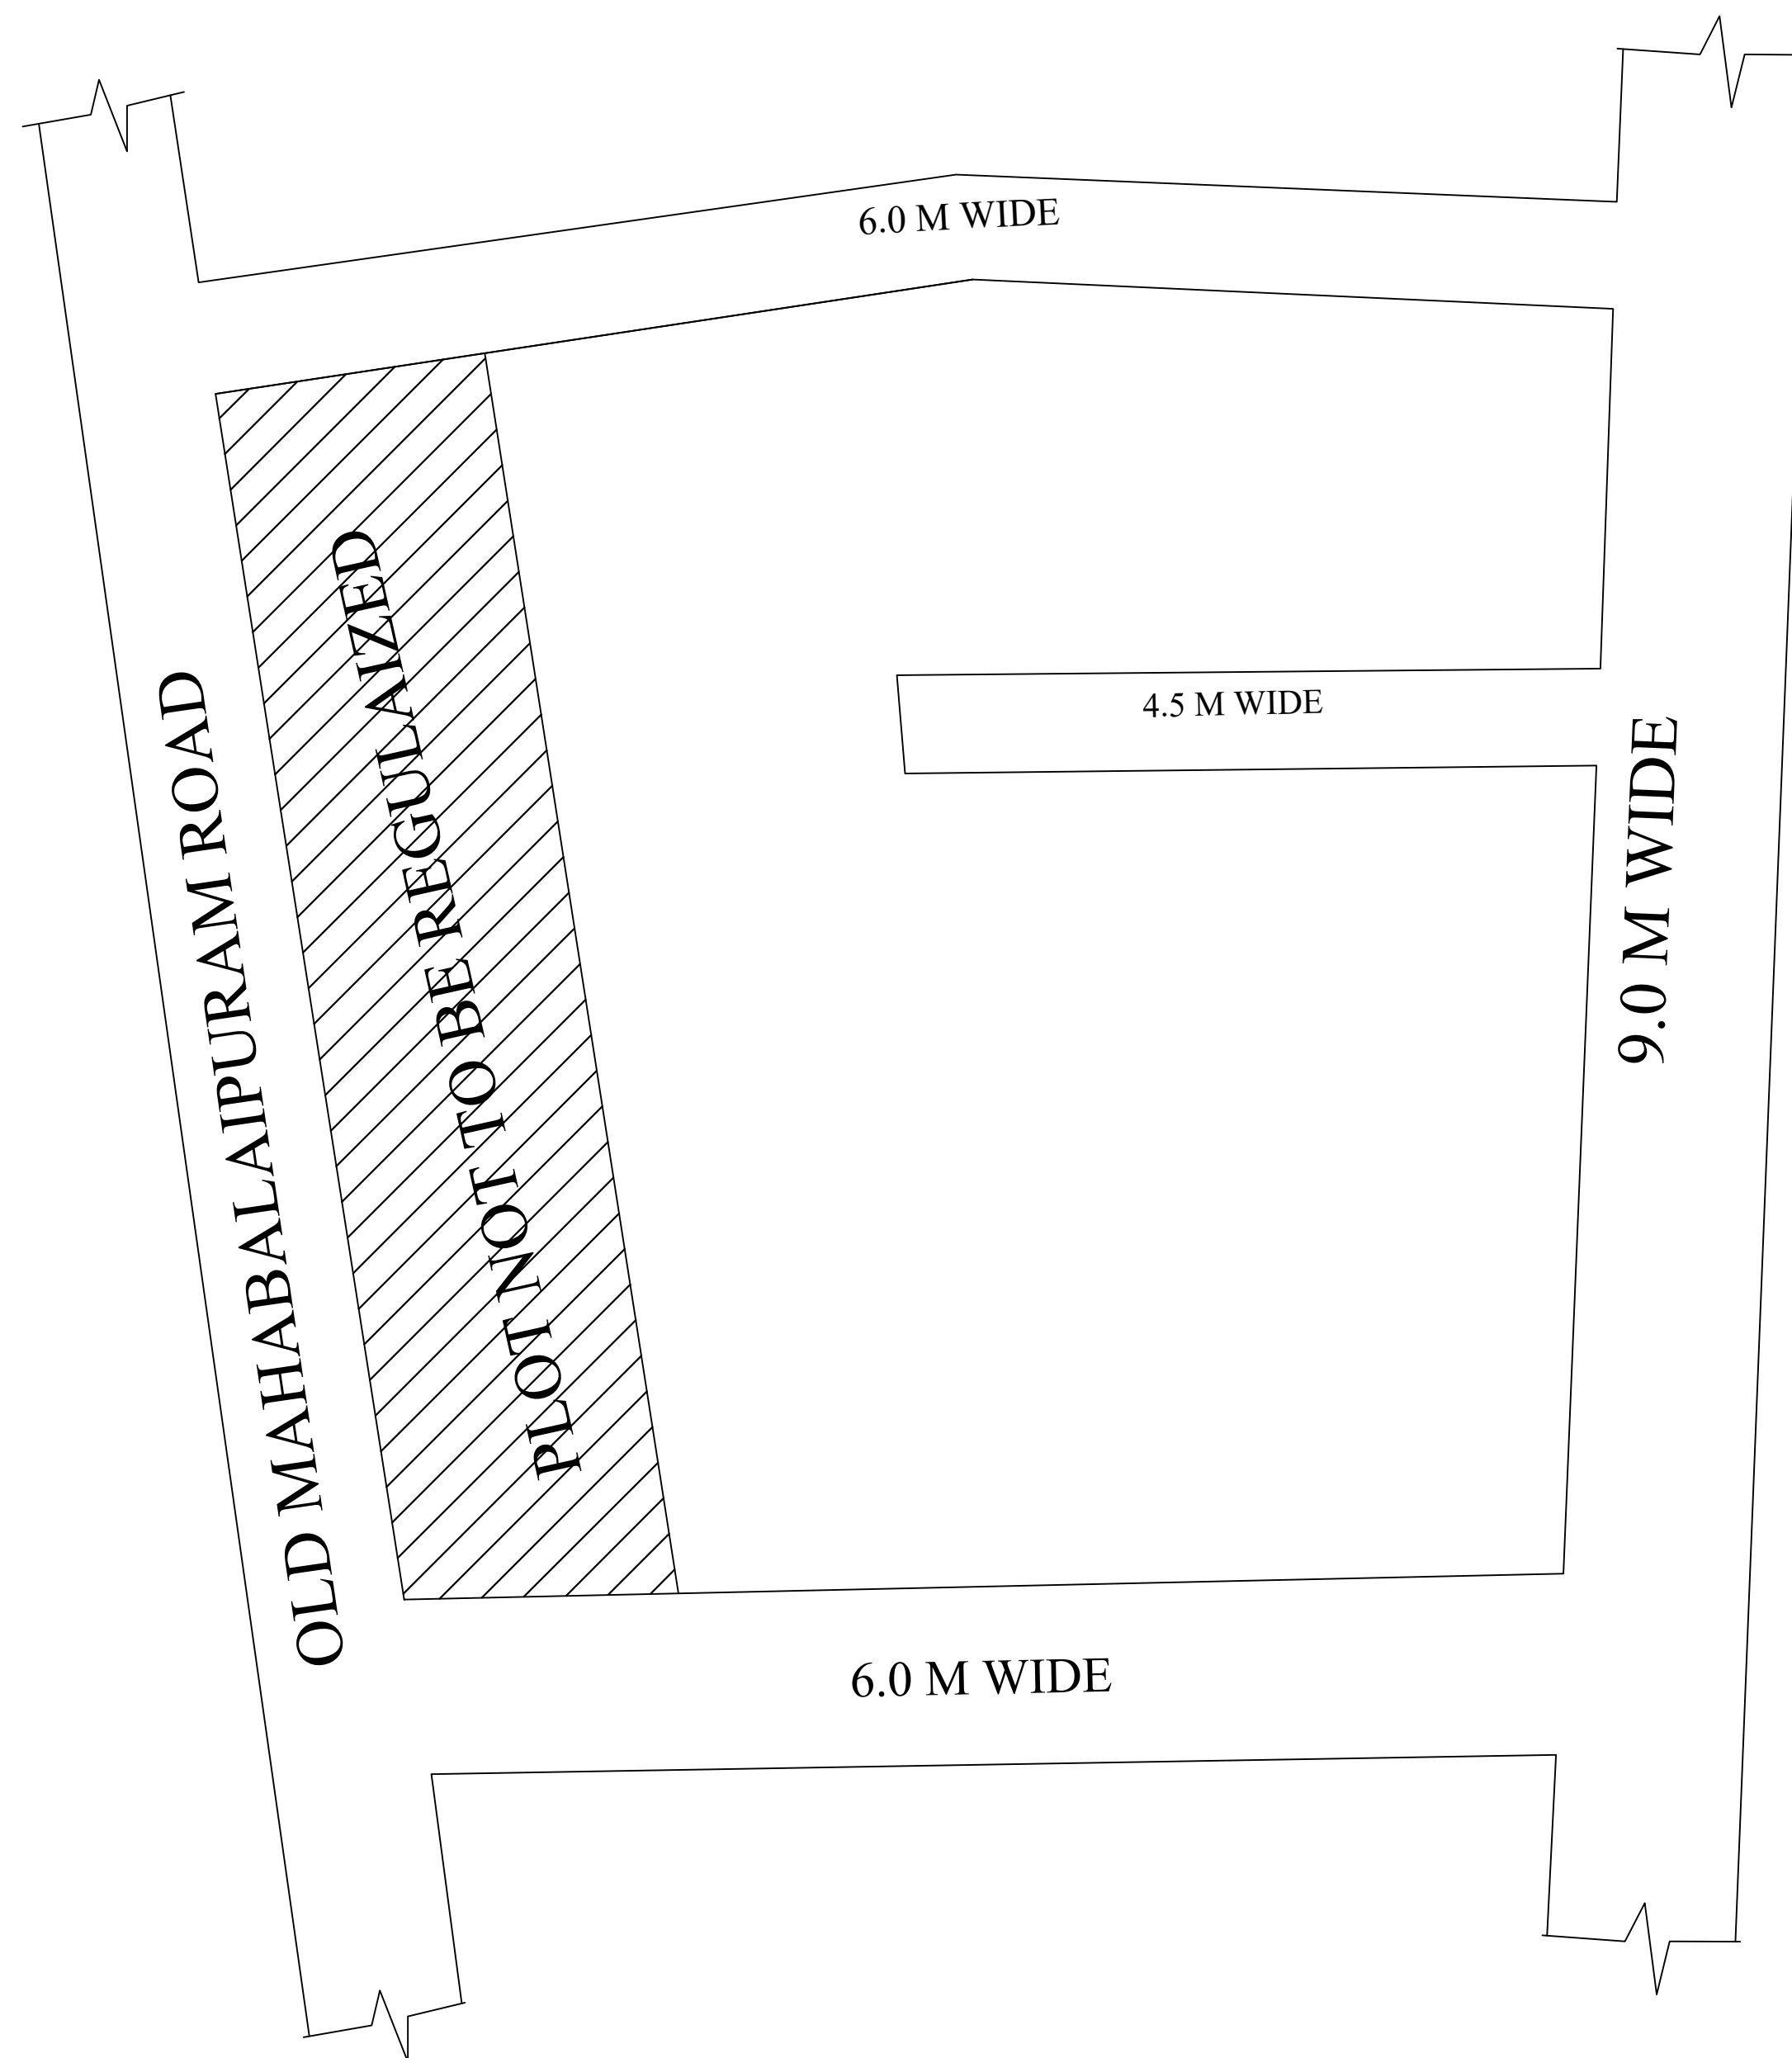 6.0 M WIDE
4.5 M WIDE
9.0 M WIDE
OLD MAHABALAIPURAM ROAD
PLOT NOT TO BE REGULAIZED
6.0 M WIDE